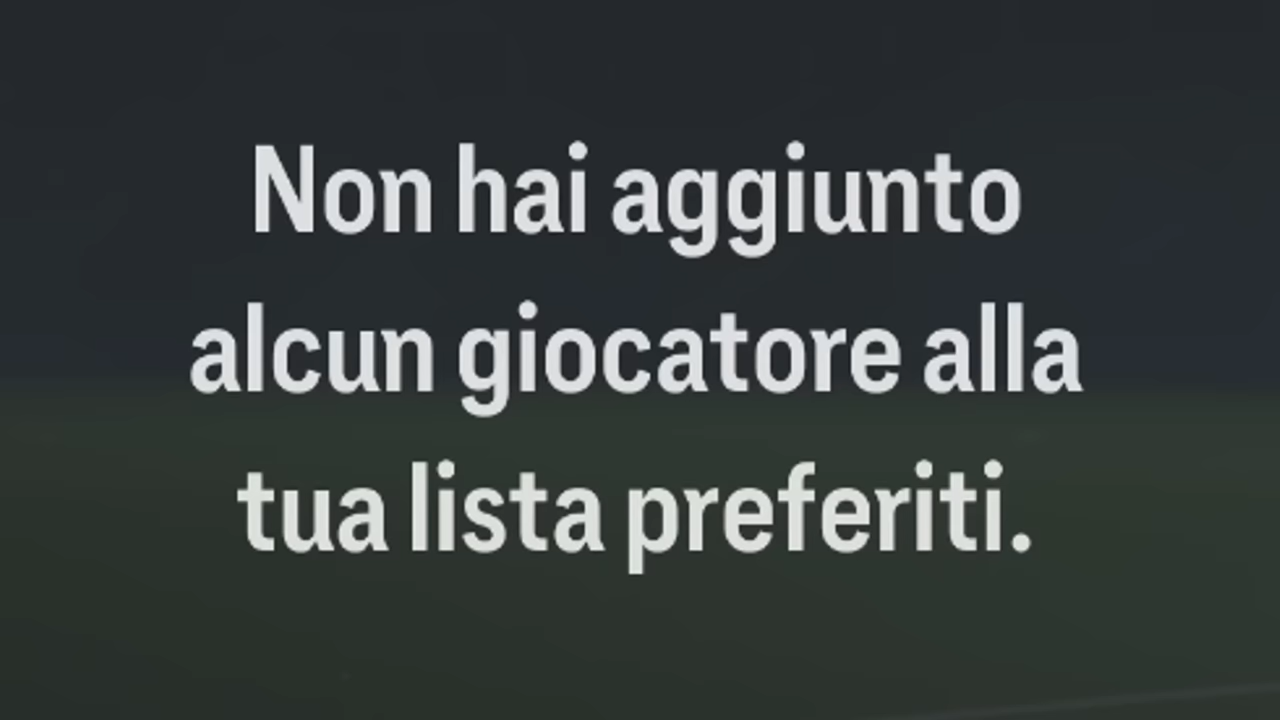 Non hai aggiunto
alcun giocatore alla
tua lista preferiti.